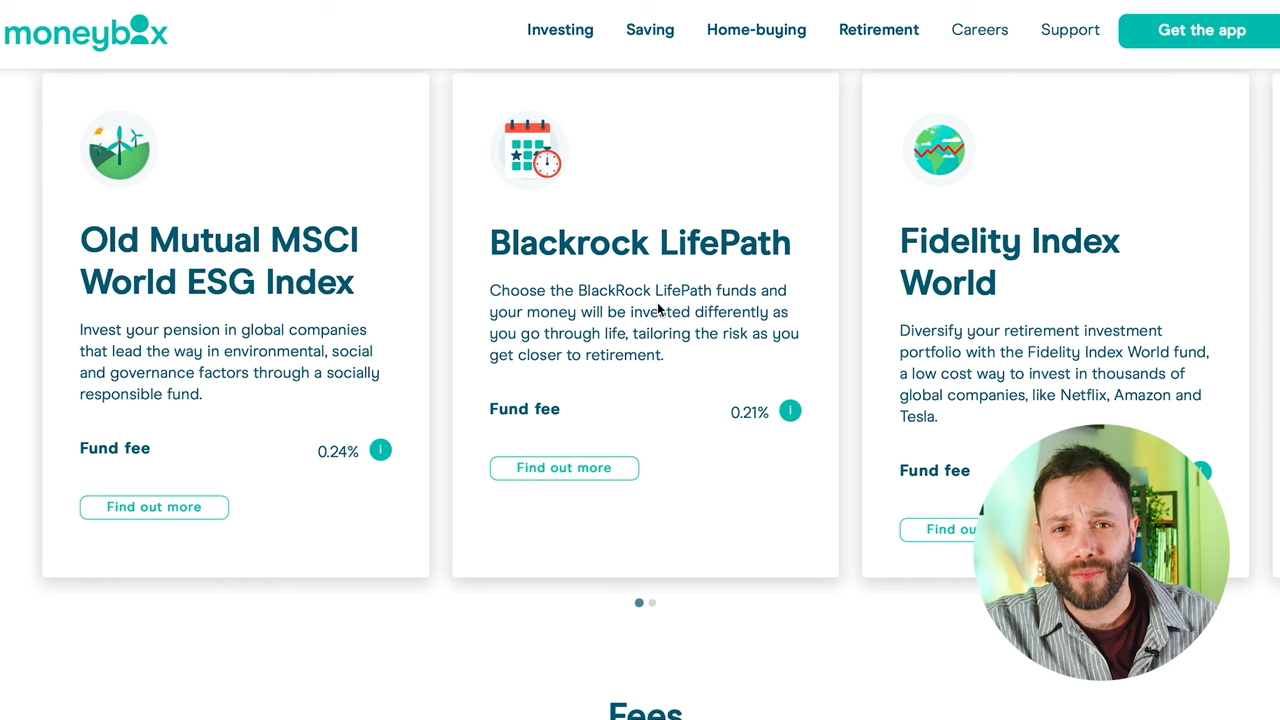 moneybox
Investing Saving Home-buying Retirement Careers Support Get the app
Old Mutual MSCI
World ESG Index
Invest your pension in global companies
that lead the way in environmental, social
and governance factors through a socially
responsible fund.
Fund fee 0.24% i
Find out more
Blackrock LifePath
Choose the BlackRock LifePath funds and
your money will be invested differently as
you go through life, tailoring the risk as you
get closer to retirement.
Fund fee 0.21% i
Find out more
Fidelity Index
World
Diversify your retirement investment
portfolio with the Fidelity Index World fund,
a low cost way to invest in thousands of
global companies, like Netflix, Amazon and
Tesla.
Fund fee
Find ou
Fees